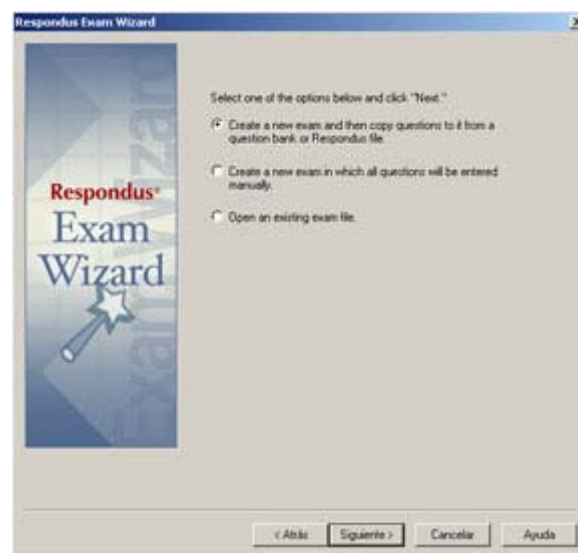 Respondus Exam Wizard
Select one of the options below and click "Next."
Create a new exam and then copy questions to it from a
question bank or Respondus file.
Create a new exam in which all questions will be entered
manually.
Open an existing exam file.
Respondus®
Exam
Wizard
Exam Wizard
< Atrás
Siguiente >
Cancelar
Ayuda